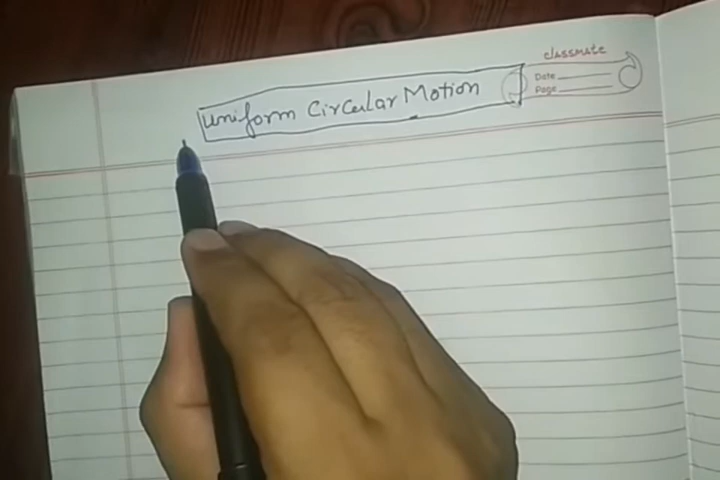 classmate
Date
Page
uniform Circular Motion